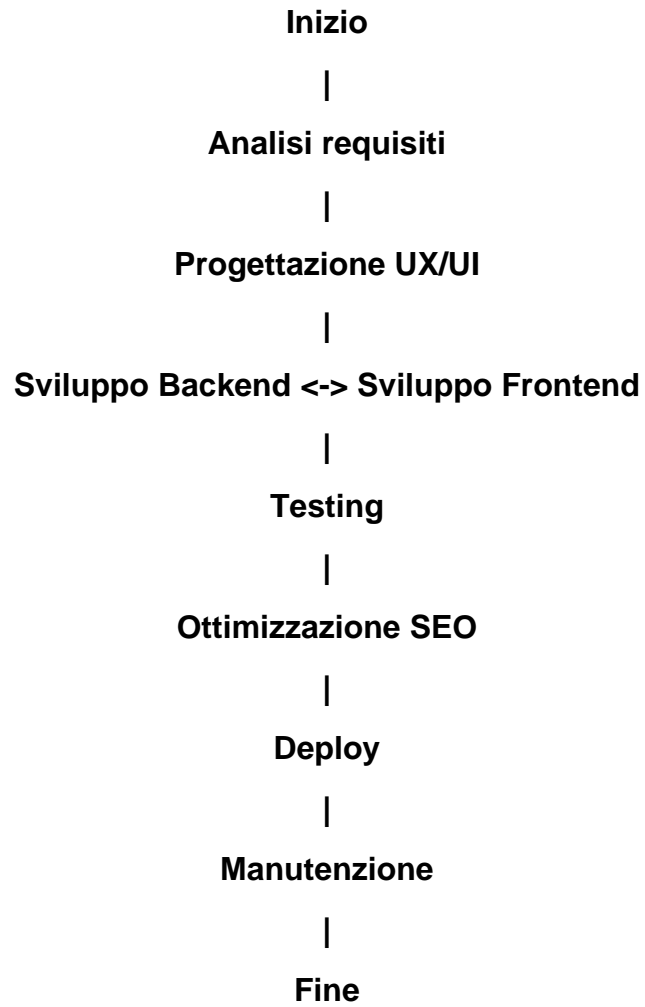 Inizio
|
Analisi requisiti
|
Progettazione UX/UI
|
Sviluppo Backend <-> Sviluppo Frontend
|
Testing
|
Ottimizzazione SEO
|
Deploy
|
Manutenzione
|
Fine